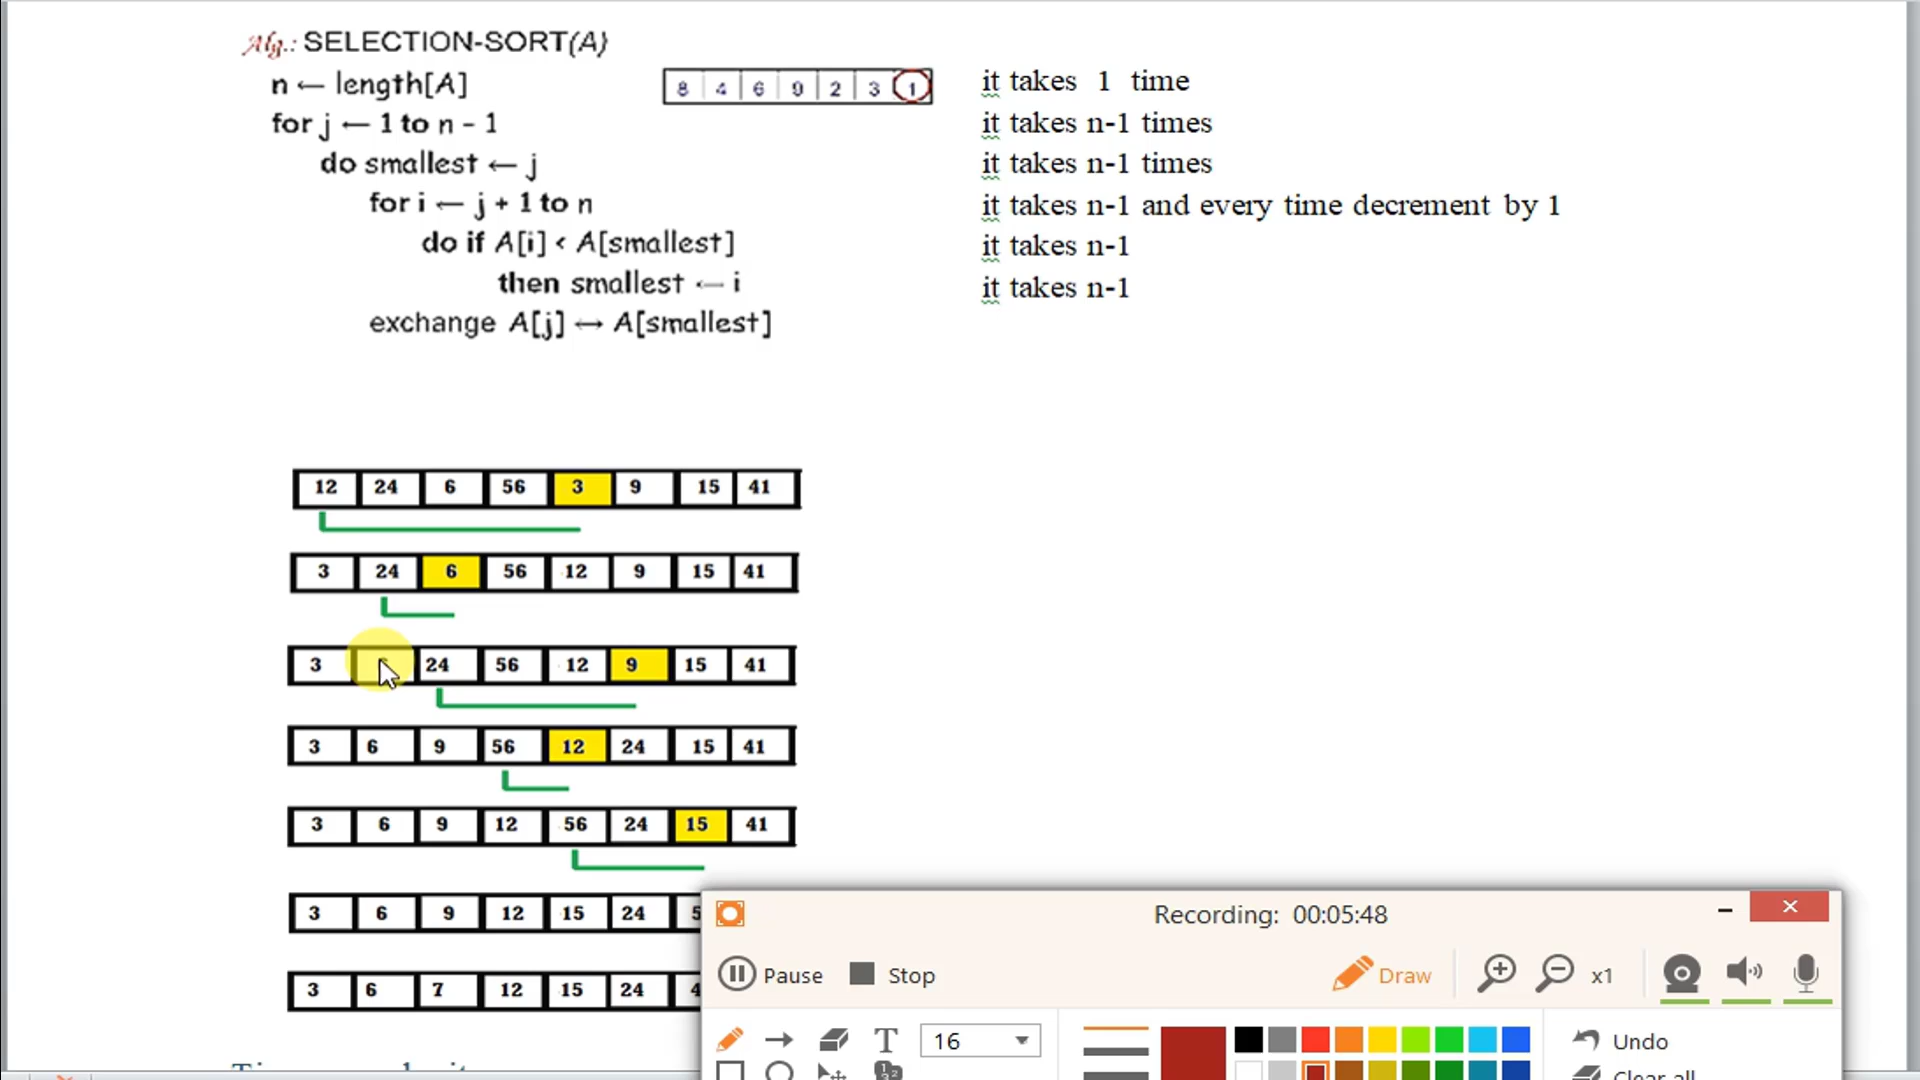 Alg.: SELECTION-SORT(A)
n ← length[A]
8 4 6 9 2 3 1
it takes 1 time
for j ← 1 to n - 1
it takes n-1 times
do smallest ← j
it takes n-1 times
for i ← j + 1 to n
it takes n-1 and every time decrement by 1
do if A[i] < A[smallest]
it takes n-1
then smallest ← i
it takes n-1
exchange A[j] ↔ A[smallest]
12 24 6 56 3 9 15 41
3 24 6 56 12 9 15 41
3 24 56 12 9 15 41
3 6 9 56 12 24 15 41
3 6 9 12 56 24 15 41
3 6 9 12 15 24
3 6 7 12 15 24
Recording: 00:05:48
Pause Stop Draw x1
T 16 Undo
Clear all